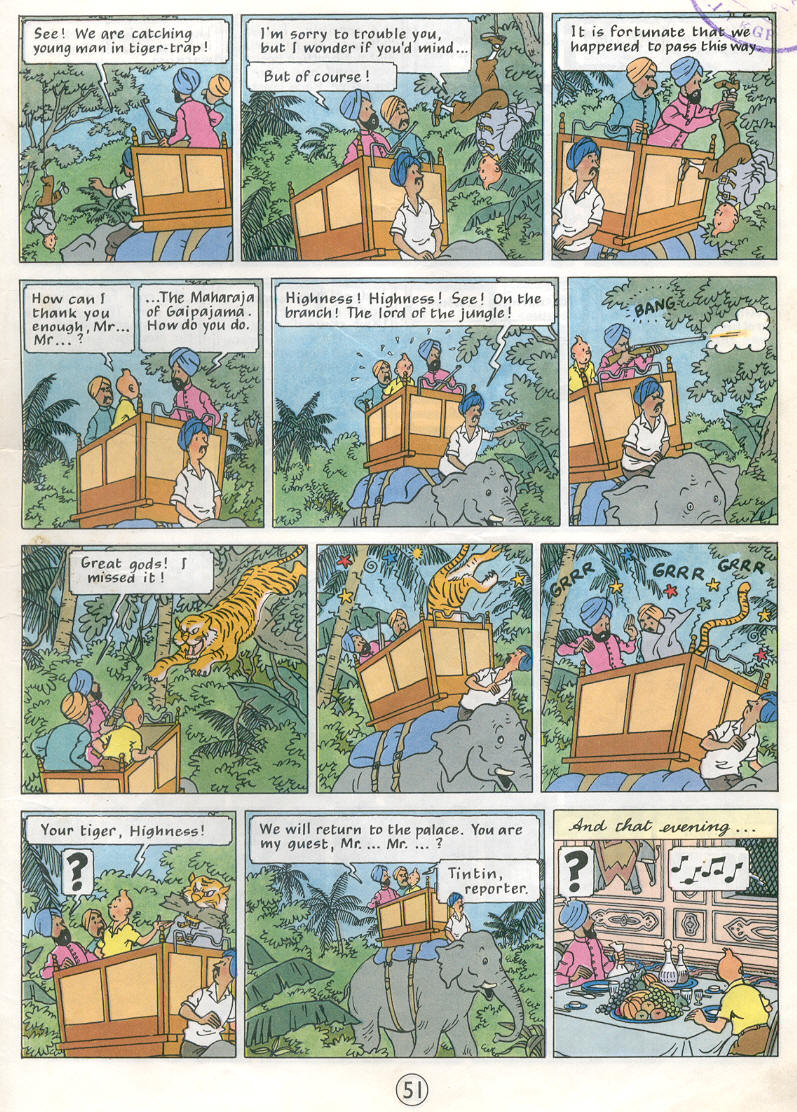 See! We are catching
young man in tiger-trap!
I'm sorry to trouble you,
but I wonder if you'd mind...
But of course!
It is fortunate that we
happened to pass this way.
How can I
thank you
enough, Mr...
Mr... ?
...The Maharaja
of Gaipajama.
How do you do.
Highness! Highness! See! On the
branch! The lord of the jungle!
BANG
Great gods! I
missed it!
GRRR
GRRR
GRRR
Your tiger, Highness!
?
We will return to the palace. You are
my guest, Mr. ... Mr. ... ?
Tintin,
reporter.
And that evening ...
?
51